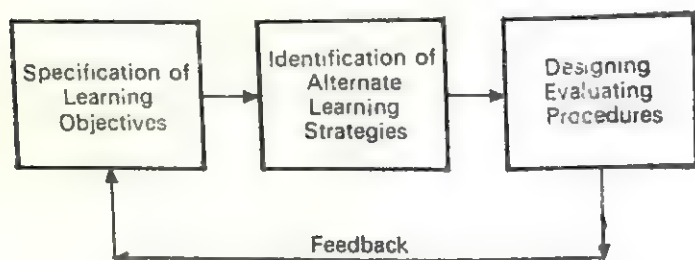 Specification of
Learning
Objectives
Identification of
Alternate
Learning
Strategies
Designing
Evaluating
Procedures
Feedback